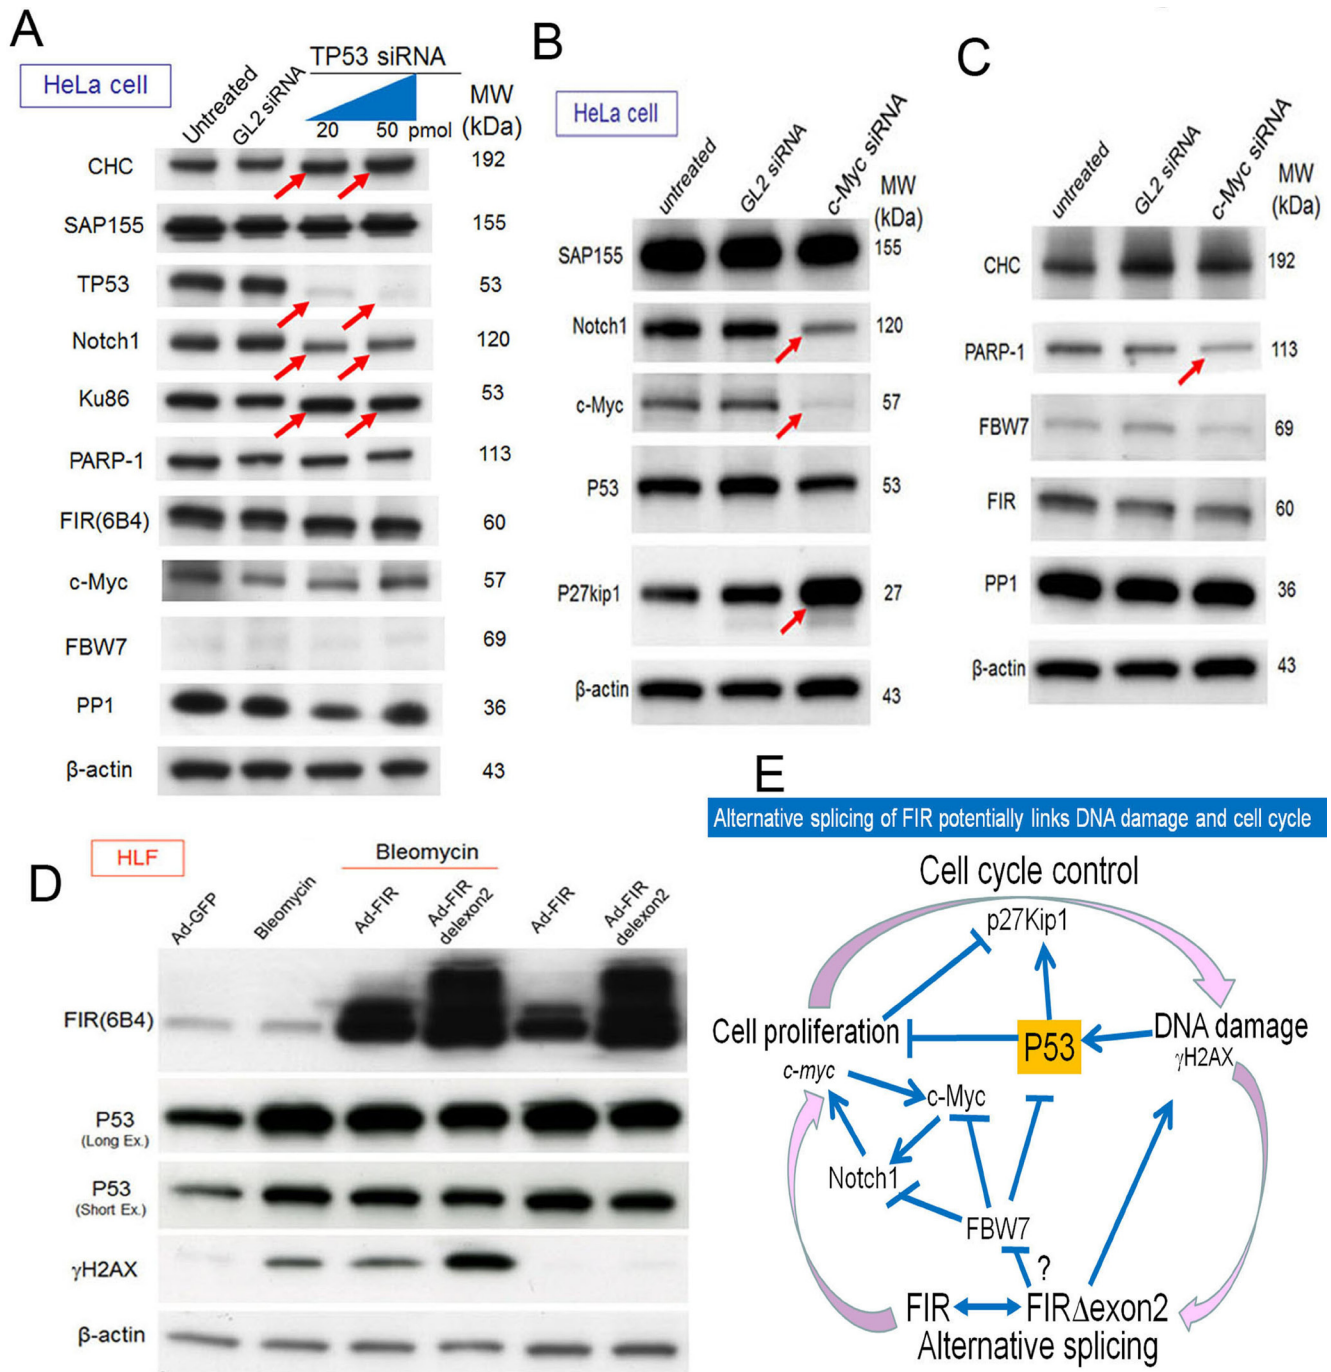 A
HeLa cell
TP53 siRNA
Untreated
GL2 siRNA
20
50
pmol
MW
(kDa)
CHC
192
SAP155
155
TP53
53
Notch1
120
Ku86
53
PARP-1
113
FIR(6B4)
60
c-Myc
57
FBW7
69
PP1
36
β-actin
43
B
HeLa cell
untreated
GL2 siRNA
c-Myc siRNA
MW
(kDa)
SAP155
155
Notch1
120
c-Myc
57
P53
53
P27kip1
27
β-actin
43
C
untreated
GL2 siRNA
c-Myc siRNA
MW
(kDa)
CHC
192
PARP-1
113
FBW7
69
FIR
60
PP1
36
β-actin
43
D
HLF
Bleomycin
Ad-GFP
Bleomycin
Ad-FIR
Ad-FIR
delexon2
Ad-FIR
Ad-FIR
delexon2
FIR(6B4)
P53
(Long Ex.)
P53
(Short Ex.)
γH2AX
β-actin
E
Alternative splicing of FIR potentially links DNA damage and cell cycle
Cell cycle control
p27Kip1
Cell proliferation
P53
DNA damage
γH2AX
c-myc
c-Myc
Notch1
FBW7
?
FIR
FIRΔexon2
Alternative splicing